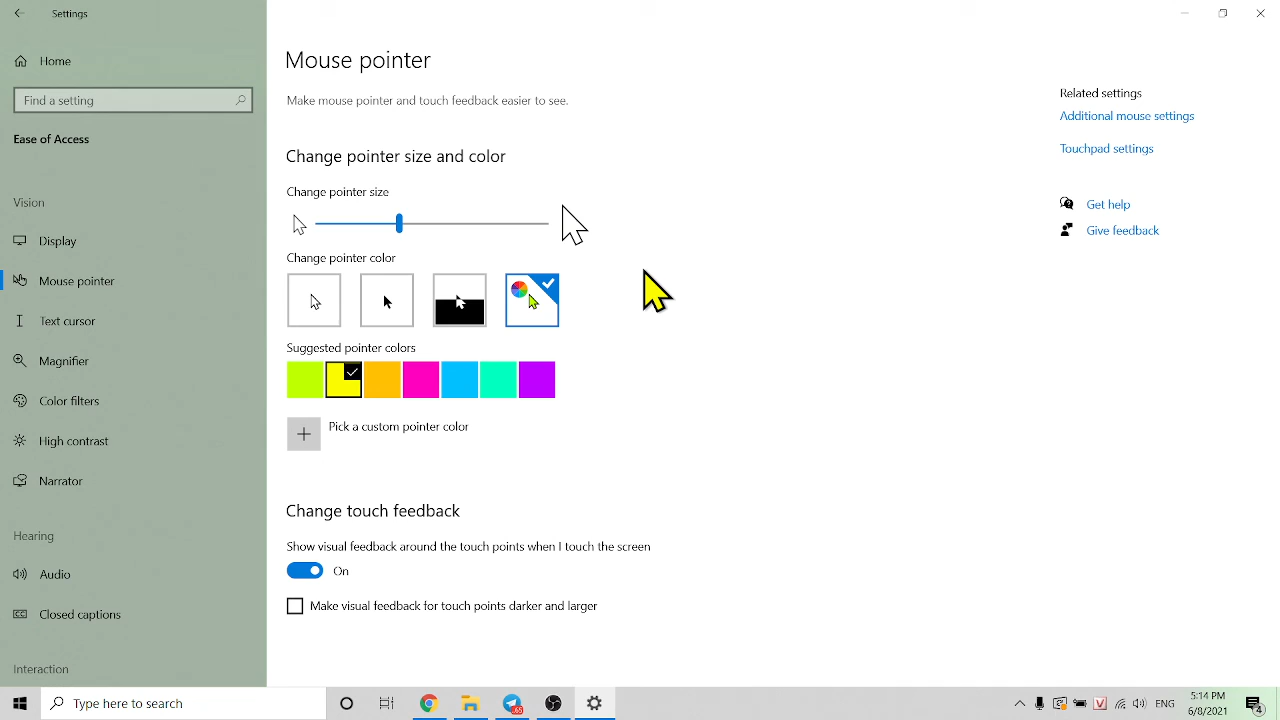 Settings
Home
Find a setting
Ease of Access
Vision
Display
Mouse pointer
Text cursor
Magnifier
Color filters
High contrast
Narrator
Hearing
Audio
Closed captions
Interaction
Mouse pointer
Make mouse pointer and touch feedback easier to see.
Change pointer size and color
Change pointer size
Change pointer color
Suggested pointer colors
Pick a custom pointer color
Change touch feedback
Show visual feedback around the touch points when I touch the screen
On
Make visual feedback for touch points darker and larger
Related settings
Additional mouse settings
Touchpad settings
Get help
Give feedback
Type here to search
V
ENG
5:14 PM
6/8/2021
4